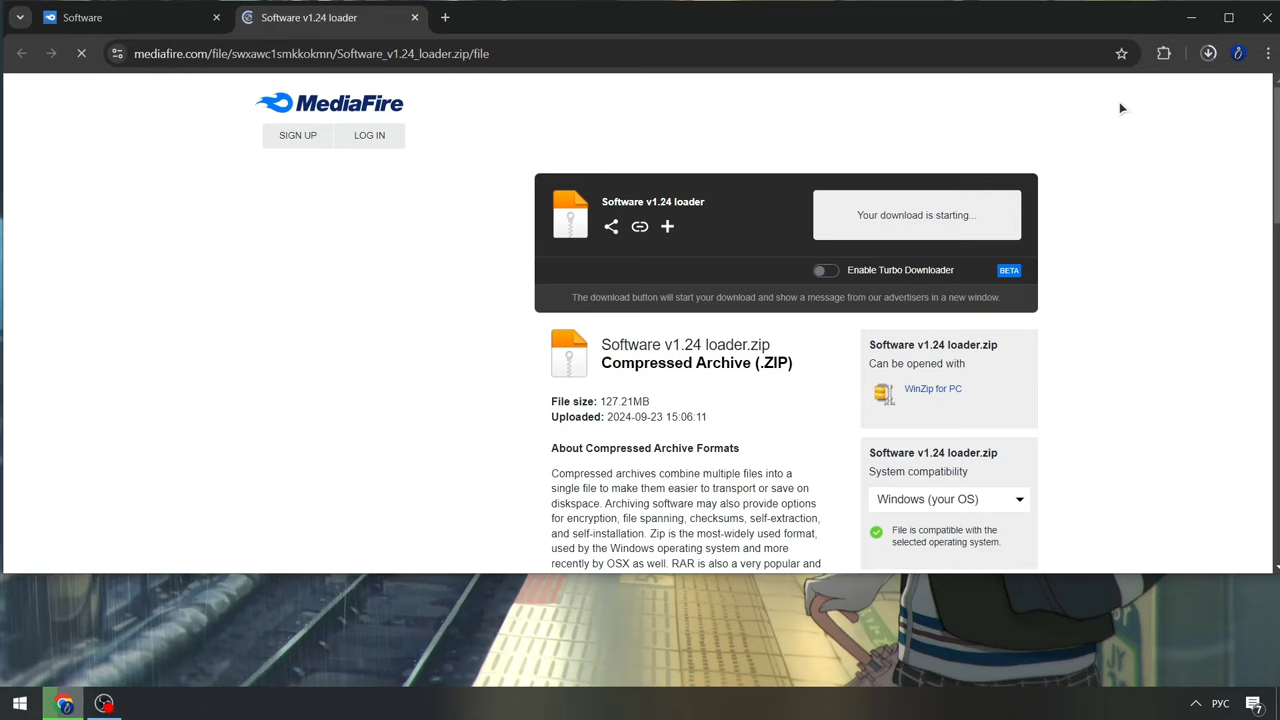 Software
Software v1.24 loader
mediafire.com/file/swxawc1smkkokmn/Software_v1.24_loader.zip/file
MediaFire
SIGN UP
LOG IN
Software v1.24 loader
Your download is starting...
Enable Turbo Downloader
BETA
The download button will start your download and show a message from our advertisers in a new window.
Software v1.24 loader.zip
Compressed Archive (.ZIP)
File size: 127.21MB
Uploaded: 2024-09-23 15:06:11
About Compressed Archive Formats
Compressed archives combine multiple files into a
single file to make them easier to transport or save on
diskspace. Archiving software may also provide options
for encryption, file spanning, checksums, self-extraction,
and self-installation. Zip is the most-widely used format,
used by the Windows operating system and more
recently by OSX as well. RAR is also a very popular and
Software v1.24 loader.zip
Can be opened with
WinZip for PC
Software v1.24 loader.zip
System compatibility
Windows (your OS)
File is compatible with the
selected operating system.
РУС
7